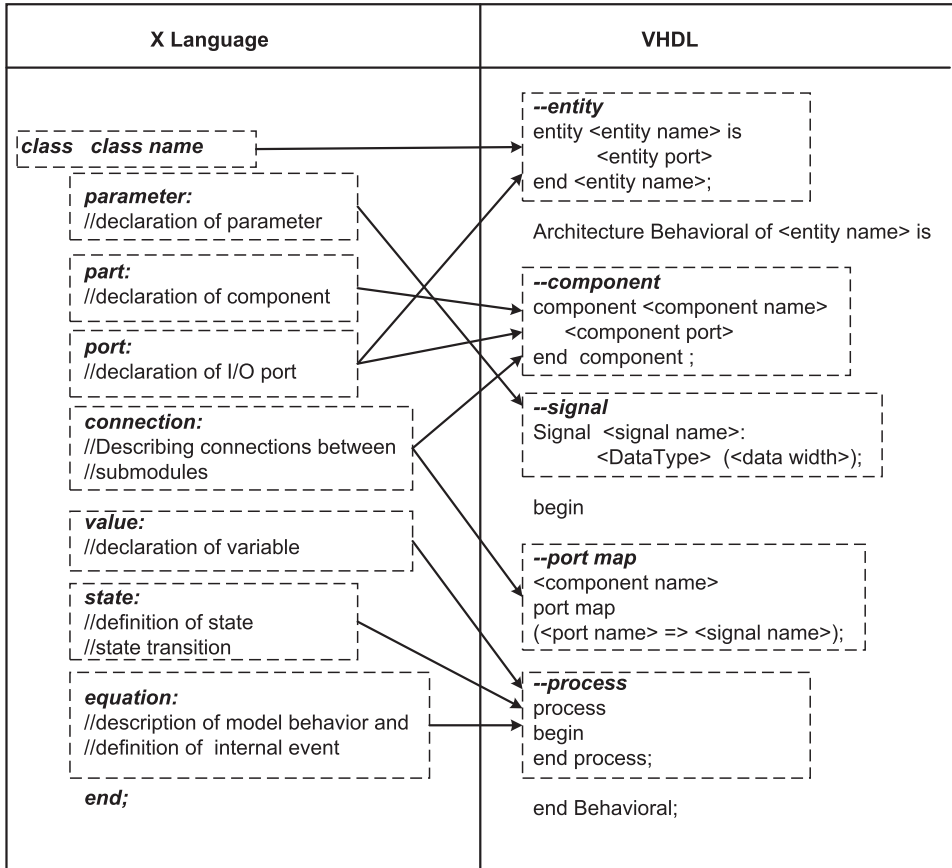 X Language
class class name
parameter:
//declaration of parameter
part:
//declaration of component
port:
//declaration of I/O port
connection:
//Describing connections between
//submodules
value:
//declaration of variable
state:
//definition of state
//state transition
equation:
//description of model behavior and
//definition of internal event
end;
VHDL
--entity
entity <entity name> is
<entity port>
end <entity name>;
Architecture Behavioral of <entity name> is
--component
component <component name>
<component port>
end component ;
--signal
Signal <signal name>:
<DataType> (<data width>);
begin
--port map
<component name>
port map
(<port name> => <signal name>);
--process
process
begin
end process;
end Behavioral;